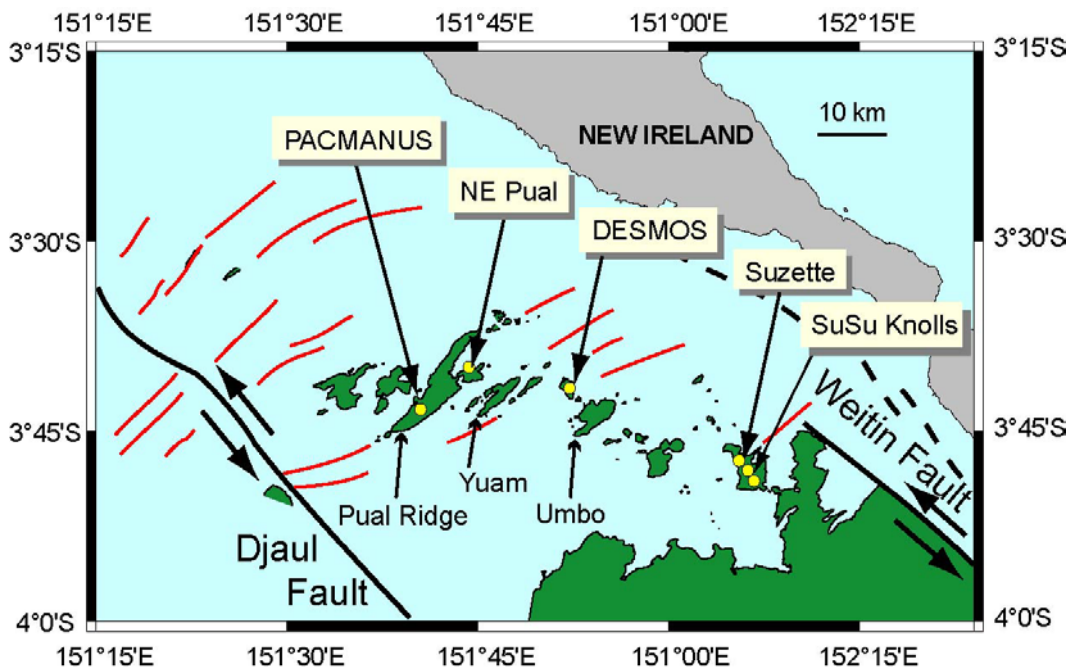 151°15'E 151°30'E 151°45'E 151°00'E 152°15'E
3°15'S 3°15'S
10 km
NEW IRELAND
PACMANUS
NE Pual
DESMOS
3°30'S 3°30'S
Suzette
SuSu Knolls
Weitin Fault
3°45'S 3°45'S
Yuam
Pual Ridge Umbo
Djaul
Fault
4°0'S 4°0'S
151°15'E 151°30'E 151°45'E 151°00'E 152°15'E